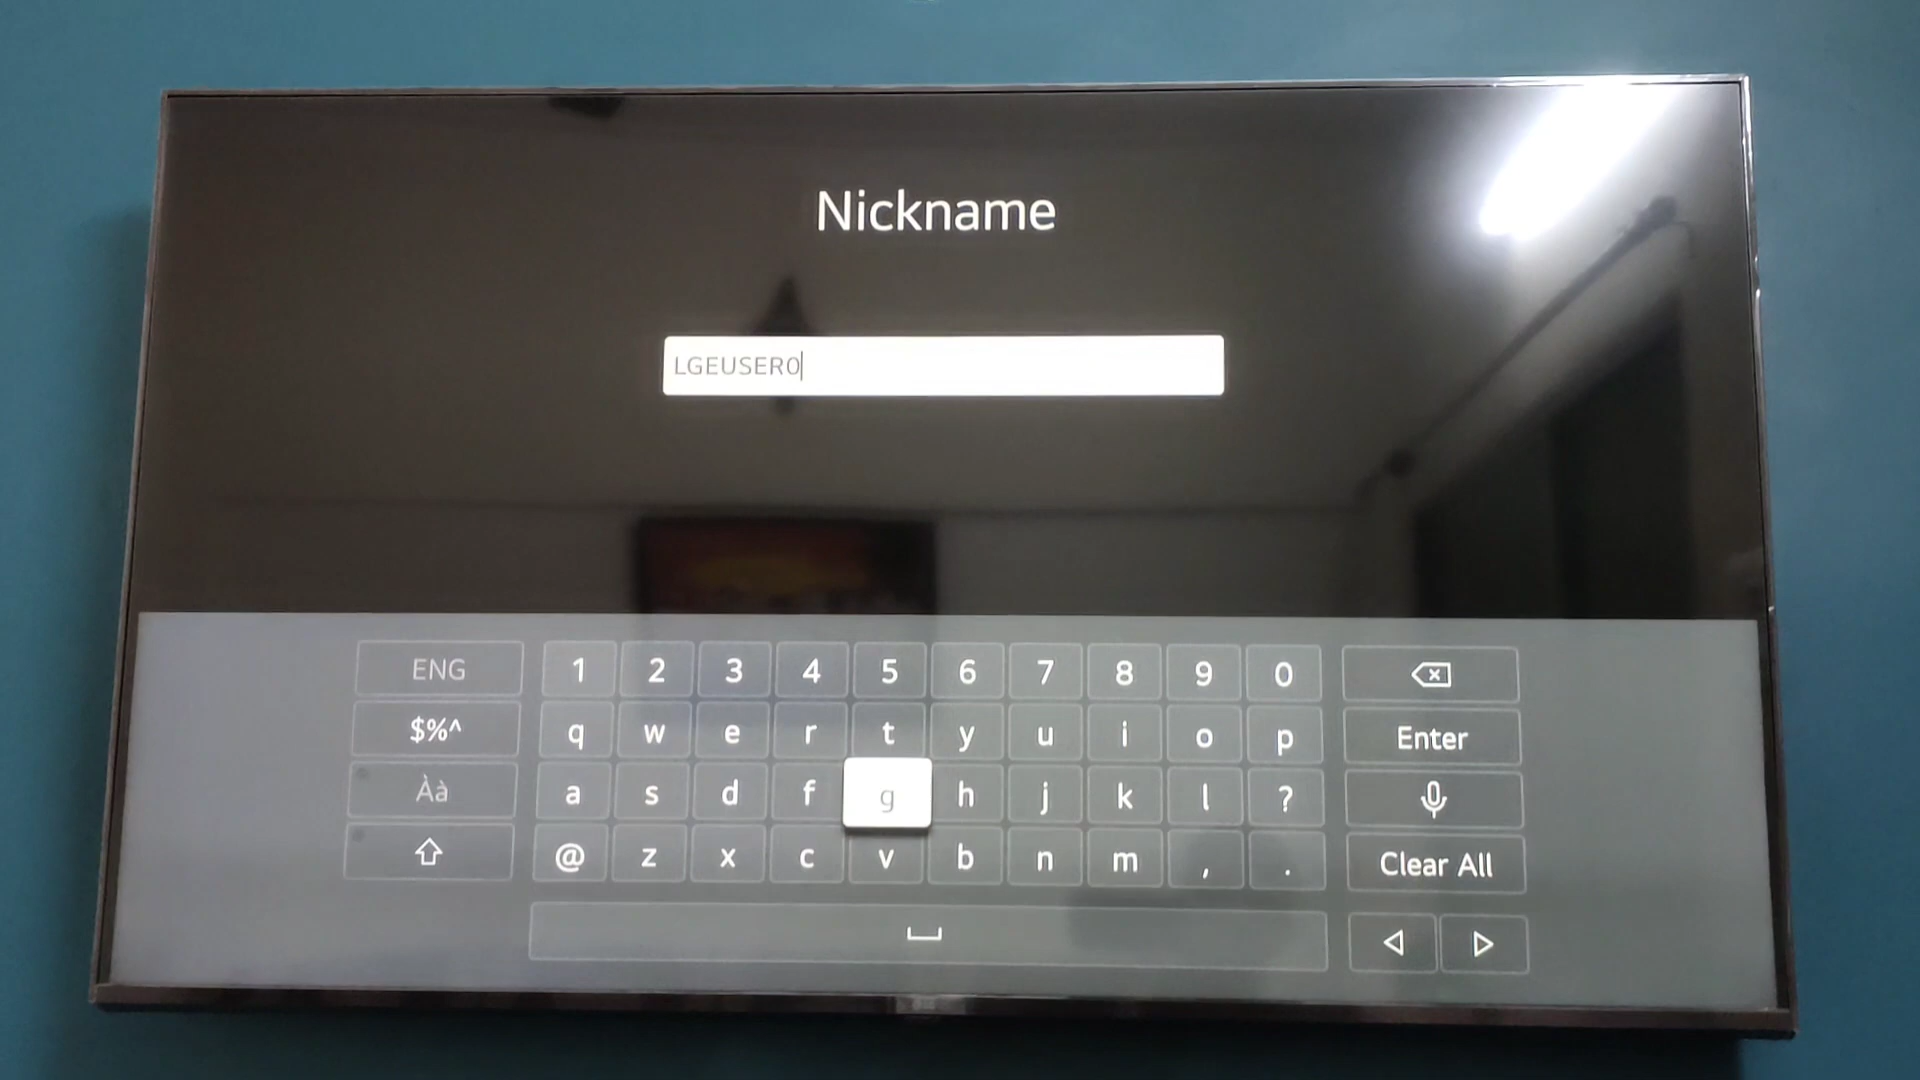 Nickname
LGEUSER0
ENG 1 2 3 4 5 6 7 8 9 0
$%^ q w e r t y u i o p Enter
Àà a s d f g h j k l ?
@ z x c v b n m , . Clear All